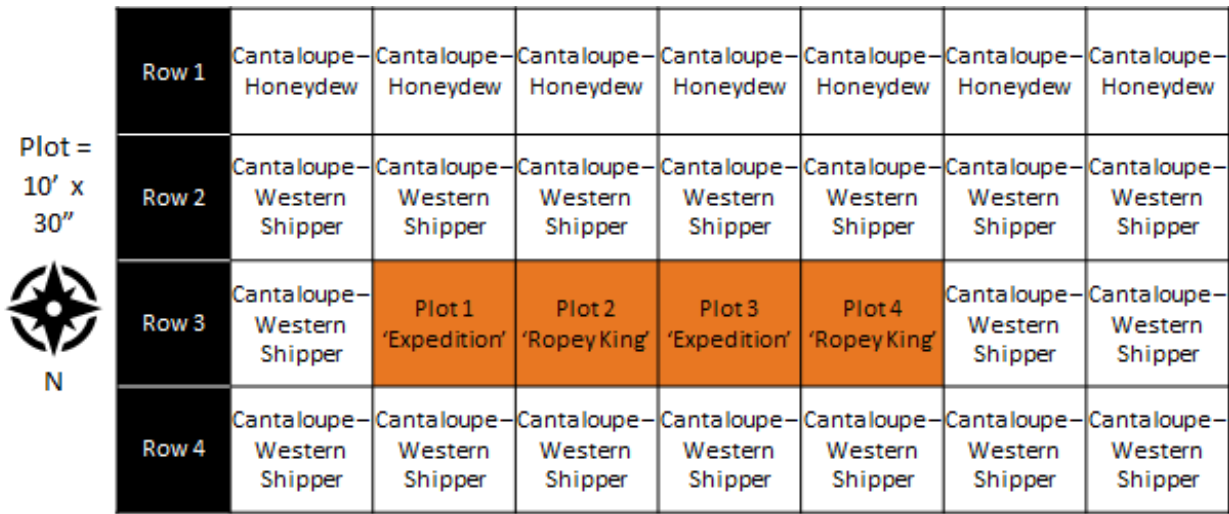 Plot =
10' x
30"
N
Row 1
Cantaloupe–
Honeydew
Cantaloupe–
Honeydew
Cantaloupe–
Honeydew
Cantaloupe–
Honeydew
Cantaloupe–
Honeydew
Cantaloupe–
Honeydew
Cantaloupe–
Honeydew
Row 2
Cantaloupe–
Western
Shipper
Cantaloupe–
Western
Shipper
Cantaloupe–
Western
Shipper
Cantaloupe–
Western
Shipper
Cantaloupe–
Western
Shipper
Cantaloupe–
Western
Shipper
Cantaloupe–
Western
Shipper
Row 3
Cantaloupe–
Western
Shipper
Plot 1
‘Expedition’
Plot 2
‘Ropey King’
Plot 3
‘Expedition’
Plot 4
‘Ropey King’
Cantaloupe–
Western
Shipper
Cantaloupe–
Western
Shipper
Row 4
Cantaloupe–
Western
Shipper
Cantaloupe–
Western
Shipper
Cantaloupe–
Western
Shipper
Cantaloupe–
Western
Shipper
Cantaloupe–
Western
Shipper
Cantaloupe–
Western
Shipper
Cantaloupe–
Western
Shipper